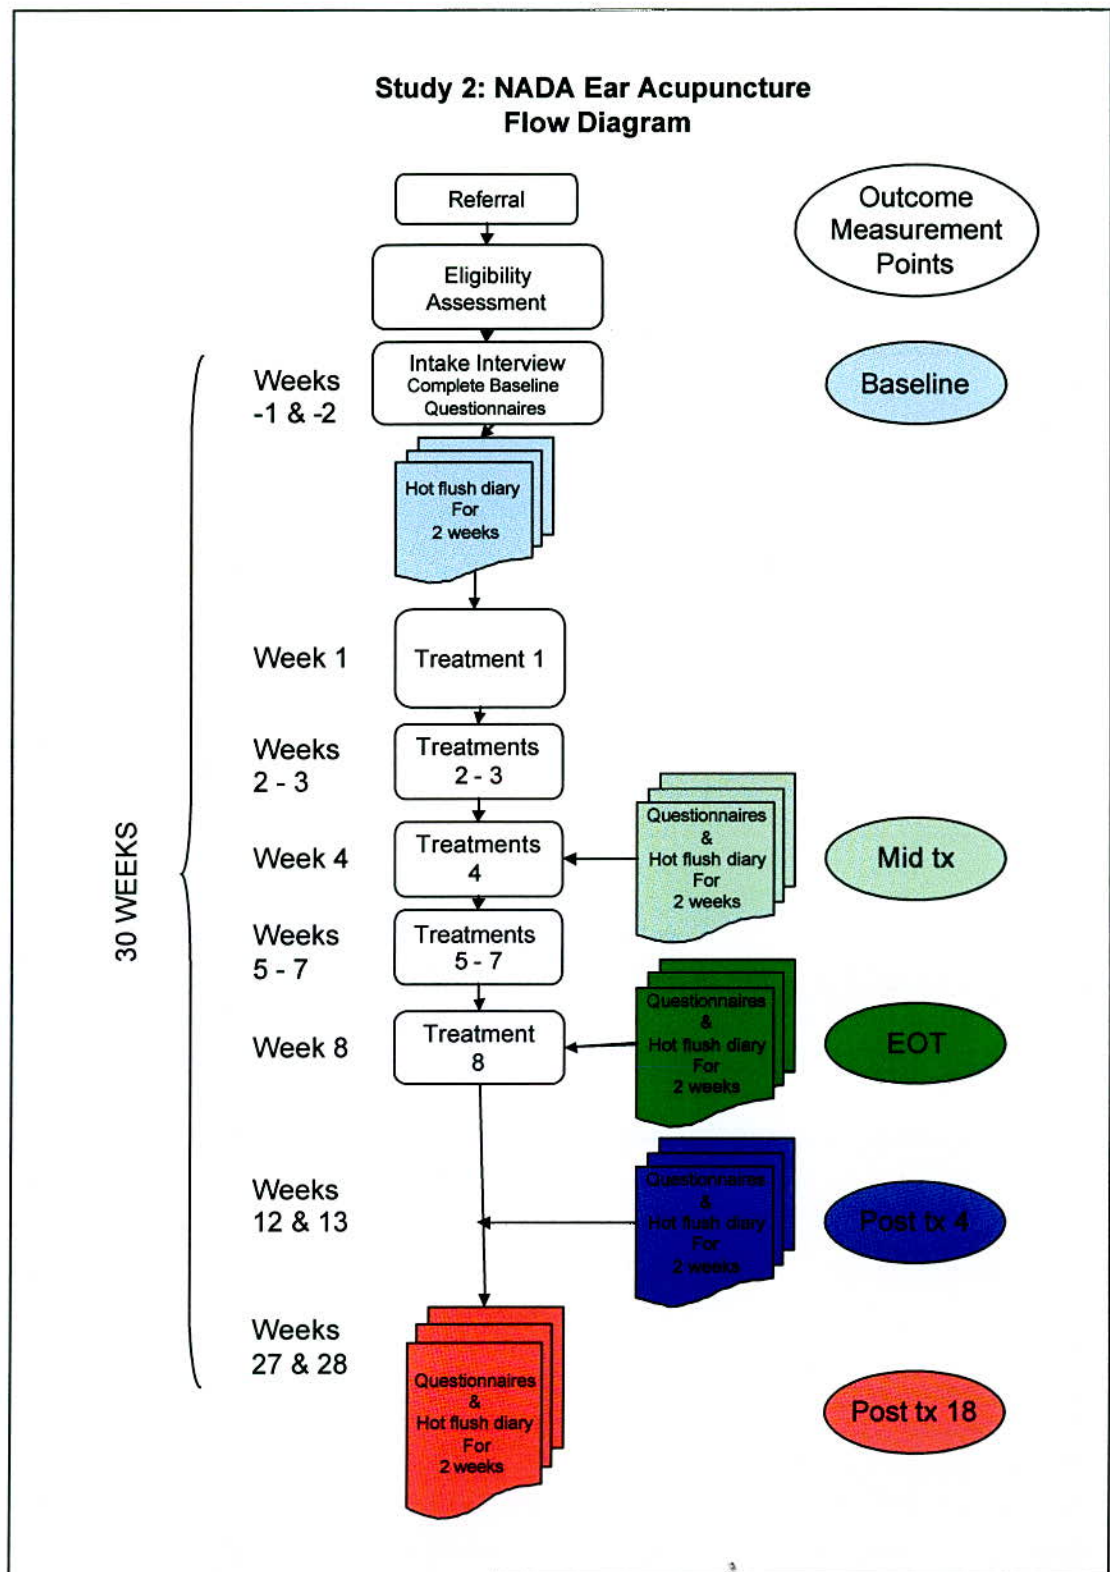 Study 2: NADA Ear Acupuncture
Flow Diagram
Referral
Outcome
Measurement
Points
Eligibility
Assessment
Weeks
-1 & -2
Intake Interview
Complete Baseline
Questionnaires
Baseline
Hot flush diary
For
2 weeks
Week 1
Treatment 1
Weeks
2 - 3
Treatments
2 - 3
30 WEEKS
Week 4
Treatments
4
Questionnaires
&
Hot flush diary
For
2 weeks
Mid tx
Weeks
5 - 7
Treatments
5 - 7
Week 8
Treatment
8
Questionnaires
&
Hot flush diary
For
2 weeks
EOT
Weeks
12 & 13
Questionnaires
&
Hot flush diary
For
2 weeks
Post tx 4
Weeks
27 & 28
Questionnaires
&
Hot flush diary
For
2 weeks
Post tx 18